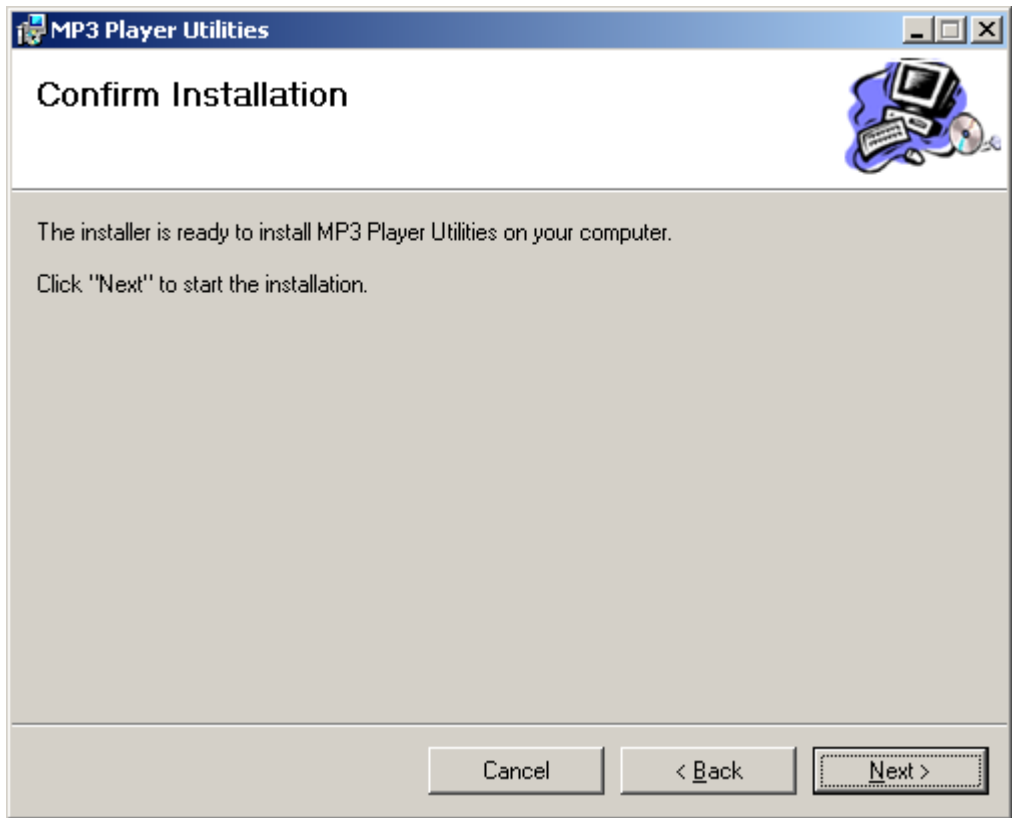 MP3 Player Utilities
Confirm Installation
The installer is ready to install MP3 Player Utilities on your computer.
Click "Next" to start the installation.
Cancel
< Back
Next >